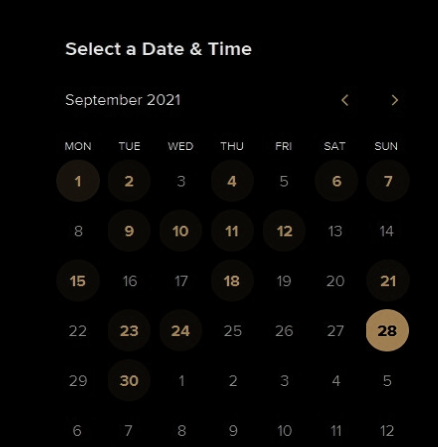 Select a Date & Time
September 2021
MON TUE WED THU FRI SAT SUN
1 2 3 4 5 6 7
8 9 10 11 12 13 14
15 16 17 18 19 20 21
22 23 24 25 26 27 28
29 30 1 2 3 4 5
6 7 8 9 10 11 12